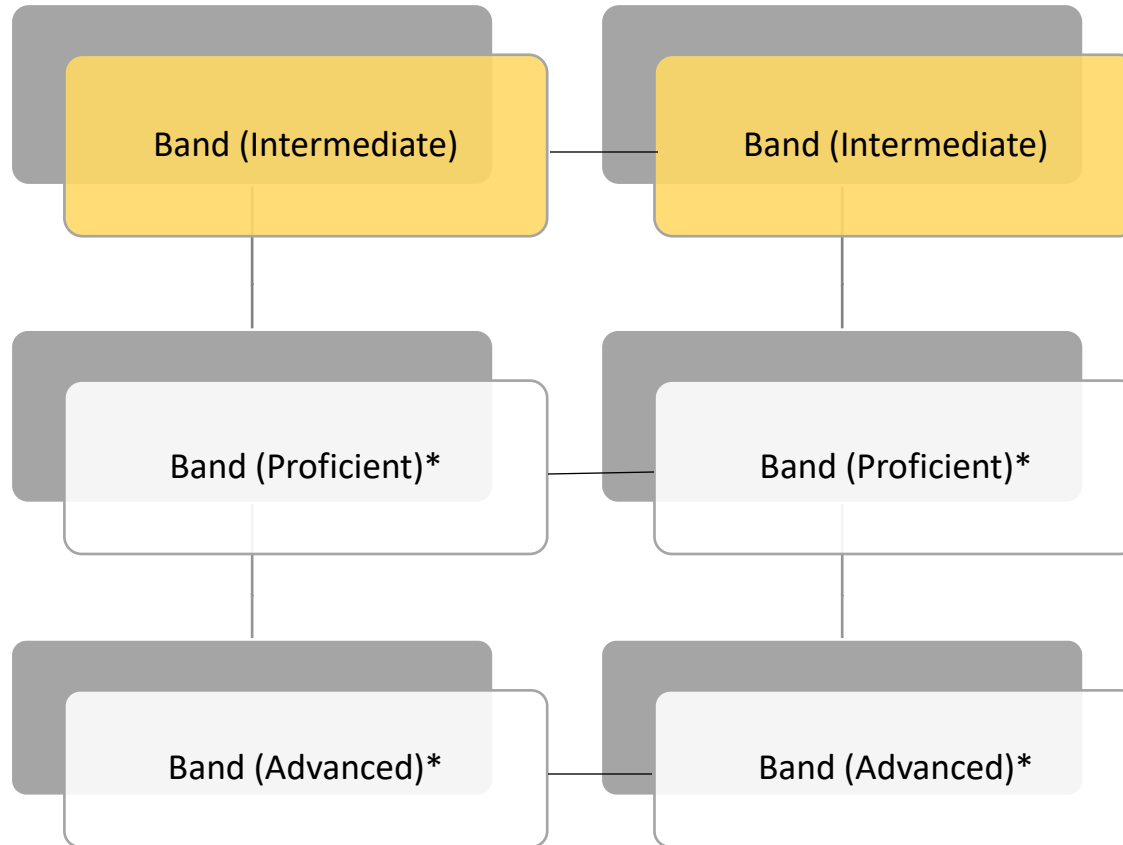 Band (Intermediate)
Band (Intermediate)
Band (Proficient)*
Band (Proficient)*
Band (Advanced)*
Band (Advanced)*